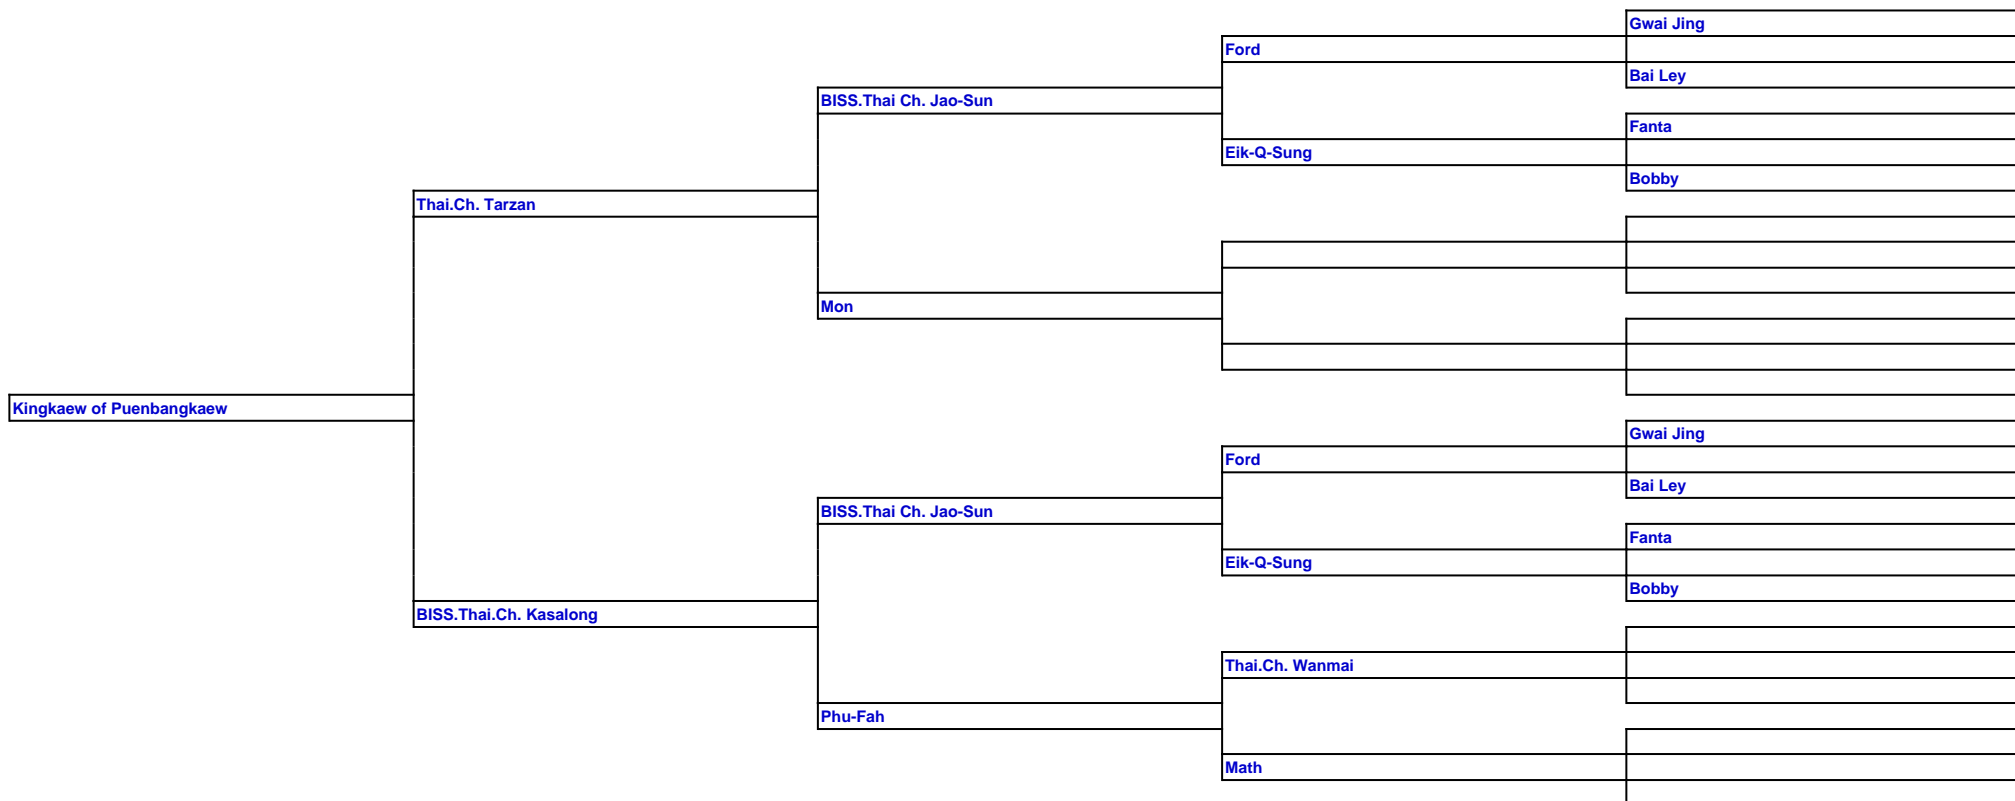 Gwai Jing
Ford
Bai Ley
BISS.Thai Ch. Jao-Sun
Fanta
Eik-Q-Sung
Bobby
Thai.Ch. Tarzan
Mon
Kingkaew of Puenbangkaew
Gwai Jing
Ford
Bai Ley
BISS.Thai Ch. Jao-Sun
Fanta
Eik-Q-Sung
Bobby
BISS.Thai.Ch. Kasalong
Thai.Ch. Wanmai
Phu-Fah
Math